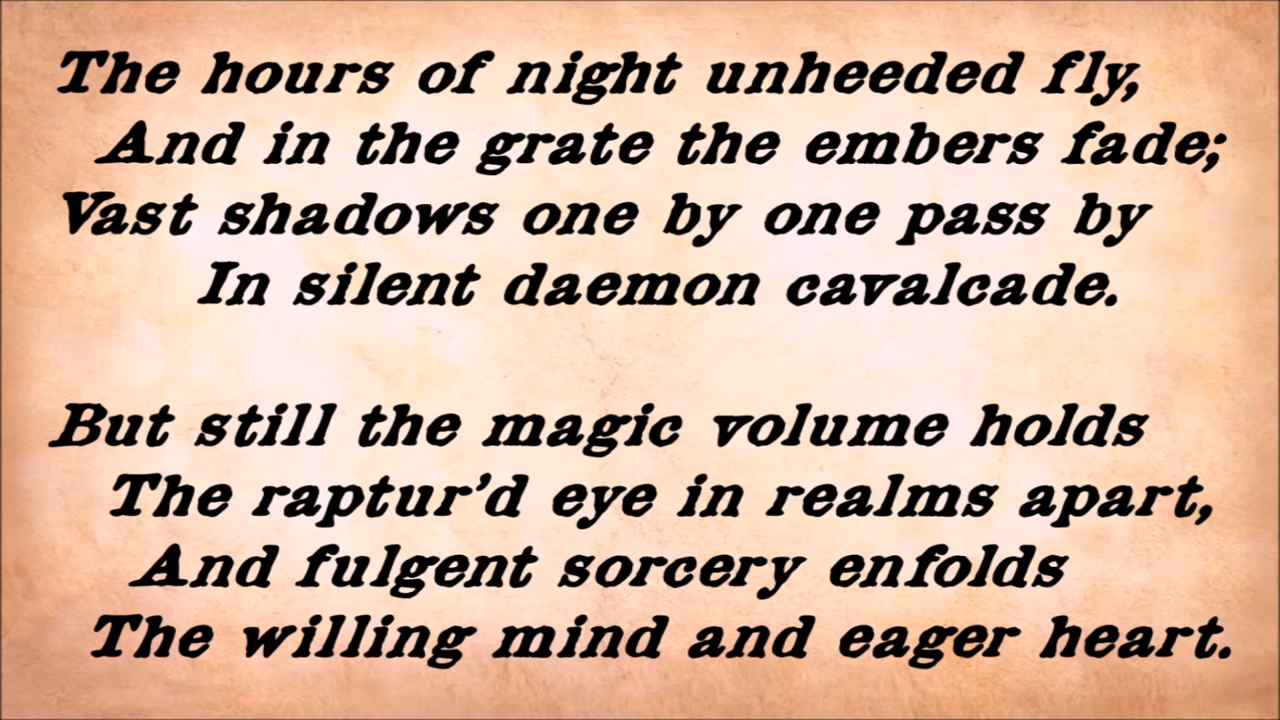 The hours of night unheeded fly,
And in the grate the embers fade;
Vast shadows one by one pass by
In silent daemon cavalcade.
But still the magic volume holds
The raptur'd eye in realms apart,
And fulgent sorcery enfolds
The willing mind and eager heart.